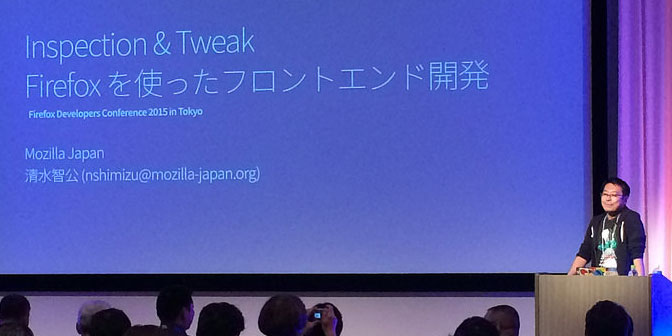 Inspection & Tweak
Firefox を使ったフロントエンド開発
Firefox Developers Conference 2015 in Tokyo
Mozilla Japan
清水智公 (nshimizu@mozilla-japan.org)